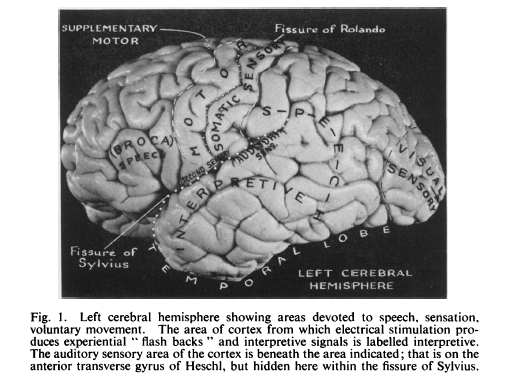 SUPPLEMENTARY
MOTOR
Fissure of Rolando
MOTOR
SOMATIC SENSORY
(BROCA)
SPEECH
SPEECH
SECOND SENS.
AUDITORY
SENS.
VISUAL
SENSORY
INTERPRETIVE
Fissure of
Sylvius
TEMPORAL LOBE
LEFT CEREBRAL
HEMISPHERE
Fig. 1. Left cerebral hemisphere showing areas devoted to speech, sensation,
voluntary movement. The area of cortex from which electrical stimulation pro-
duces experiential “flash backs” and interpretive signals is labelled interpretive.
The auditory sensory area of the cortex is beneath the area indicated; that is on the
anterior transverse gyrus of Heschl, but hidden here within the fissure of Sylvius.